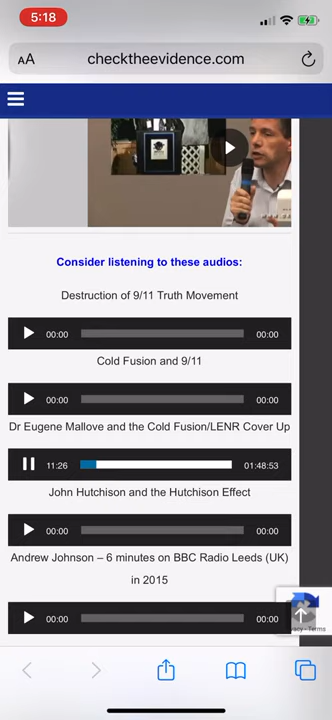 5:18
AA
checktheevidence.com
Consider listening to these audios:
Destruction of 9/11 Truth Movement
00:00
00:00
Cold Fusion and 9/11
00:00
00:00
Dr Eugene Mallove and the Cold Fusion/LENR Cover Up
11:26
01:48:53
John Hutchison and the Hutchison Effect
00:00
00:00
Andrew Johnson – 6 minutes on BBC Radio Leeds (UK)
in 2015
00:00
00:00
Terms